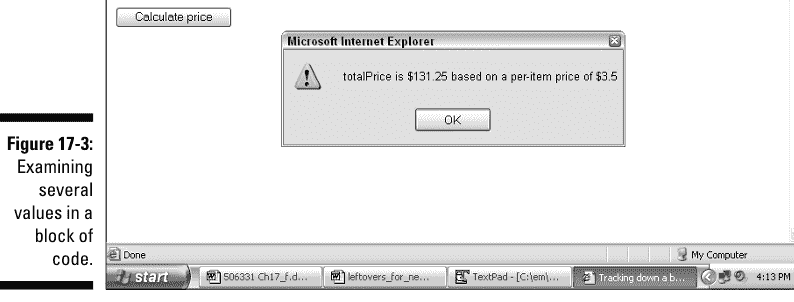 Calculate price
Microsoft Internet Explorer
totalPrice is $131.25 based on a per-item price of $3.5
OK
Figure 17-3:
Examining
several
values in a
block of
code.
Done
My Computer
start
506331 Ch17_f.d...
leftovers_for_ne...
TextPad - [C:\em\...
Tracking down a b...
4:13 PM